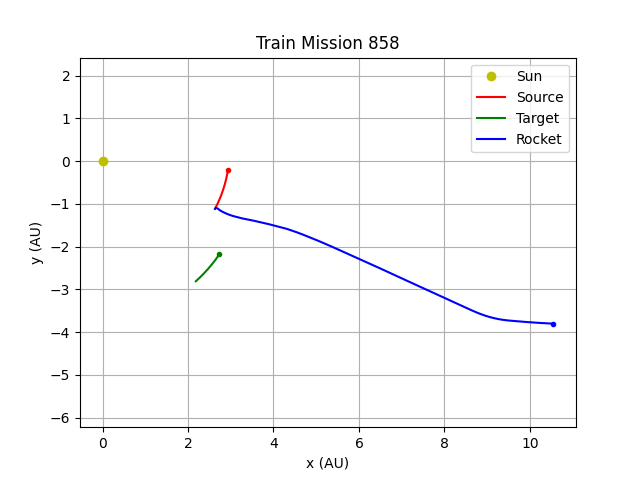 Train Mission 858
Sun
Source
Target
Rocket
y (AU)
2
1
0
−1
−2
−3
−4
−5
−6
0 2 4 6 8 10
x (AU)